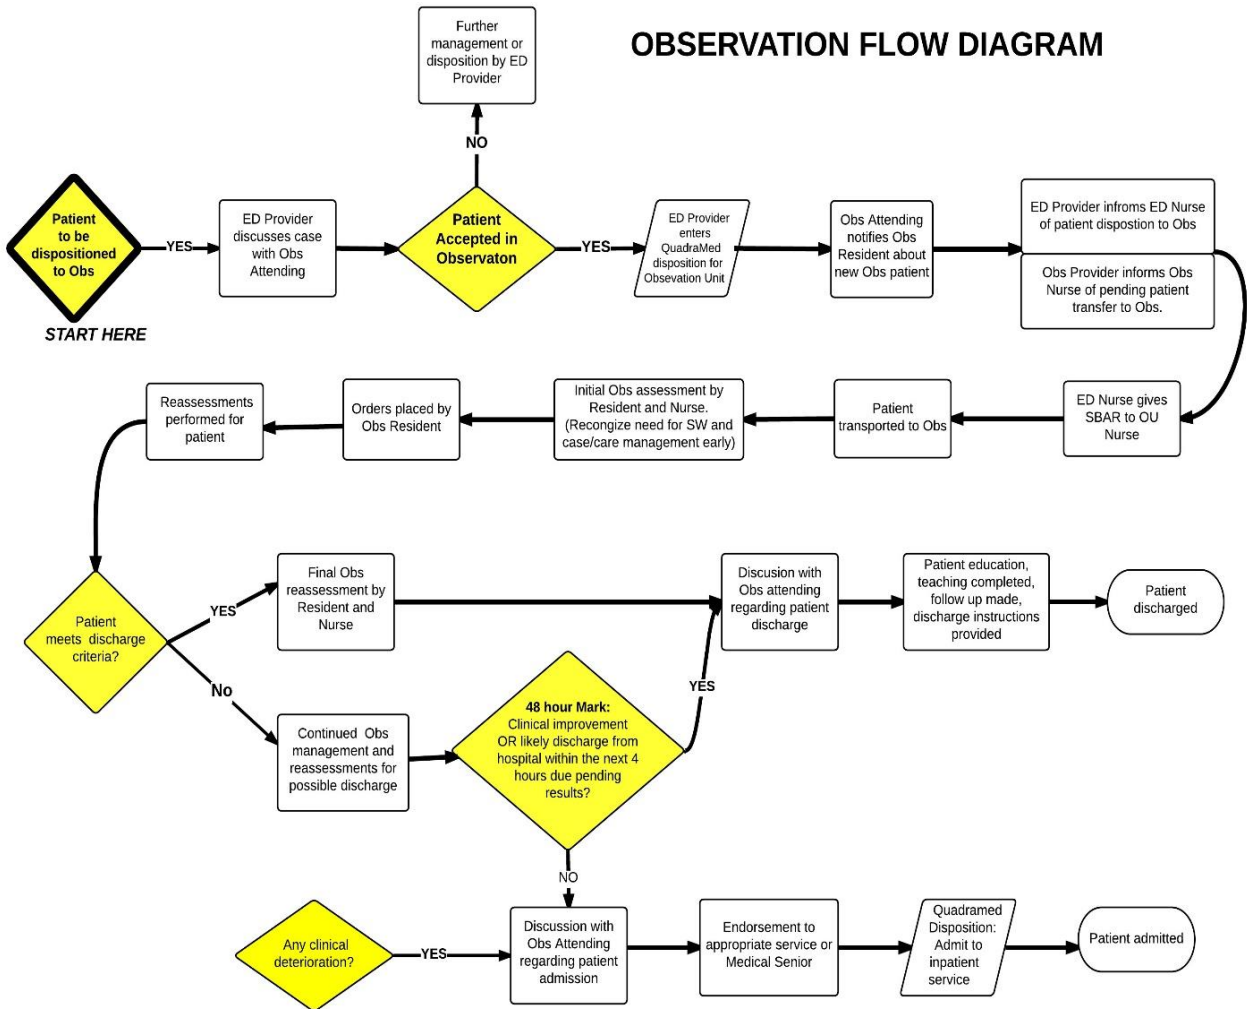 Further
management or
disposition by ED
Provider
OBSERVATION FLOW DIAGRAM
NO
Patient
to be
dispositioned
to Obs
START HERE
YES
ED Provider
discusses case
with Obs
Attending
Patient
Accepted in
Observaton
YES
ED Provider
enters
QuadraMed
disposition for
Obsevation Unit
Obs Attending
notifies Obs
Resident about
new Obs patient
ED Provider infroms ED Nurse
of patient dispostion to Obs
Obs Provider informs Obs
Nurse of pending patient
transfer to Obs.
ED Nurse gives
SBAR to OU
Nurse
Patient
transported to Obs
Initial Obs assessment by
Resident and Nurse.
(Recongize need for SW and
case/care management early)
Orders placed by
Obs Resident
Reassessments
performed for
patient
Patient
meets discharge
criteria?
YES
Final Obs
reassessment by
Resident and
Nurse
Discusion with
Obs attending
regarding patient
discharge
Patient education,
teaching completed,
follow up made,
discharge instructions
provided
Patient
discharged
No
Continued Obs
management and
reassessments for
possible discharge
48 hour Mark:
Clinical improvement
OR likely discharge from
hospital within the next 4
hours due pending
results?
YES
NO
Any clinical
deterioration?
YES
Discussion with
Obs Attending
regarding patient
admission
Endorsement to
appropriate service or
Medical Senior
Quadramed
Disposition:
Admit to
inpatient
service
Patient admitted